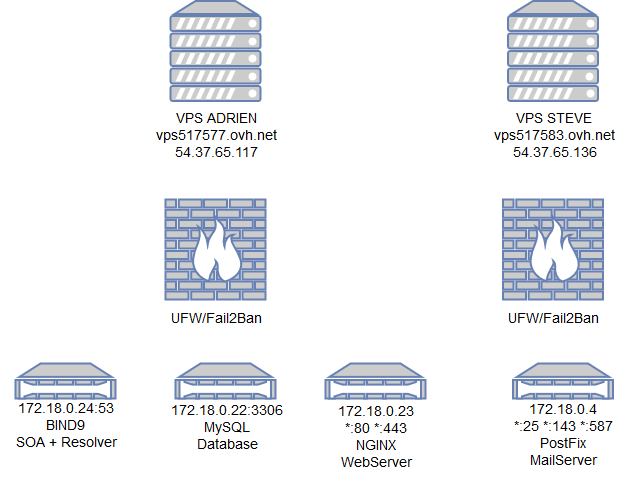 VPS ADRIEN
vps517577.ovh.net
54.37.65.117
VPS STEVE
vps517583.ovh.net
54.37.65.136
UFW/Fail2Ban
UFW/Fail2Ban
172.18.0.24:53
BIND9
SOA + Resolver
172.18.0.22:3306
MySQL
Database
172.18.0.23
*:80 *:443
NGINX
WebServer
172.18.0.4
*:25 *:143 *:587
PostFix
MailServer